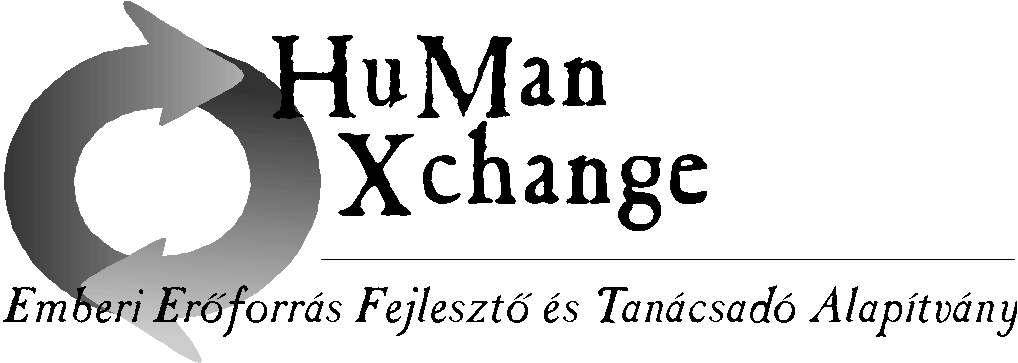 HuMan
Xchange
Emberi Erőforrás Fejlesztő és Tanácsadó Alapítvány